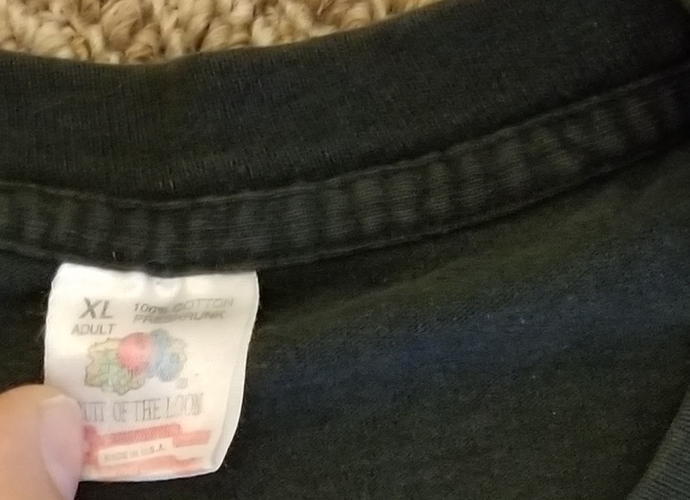 XL 100% COTTON
ADULT PRESHRUNK
®
UIT OF THE LOOM
MADE IN U.S.A.